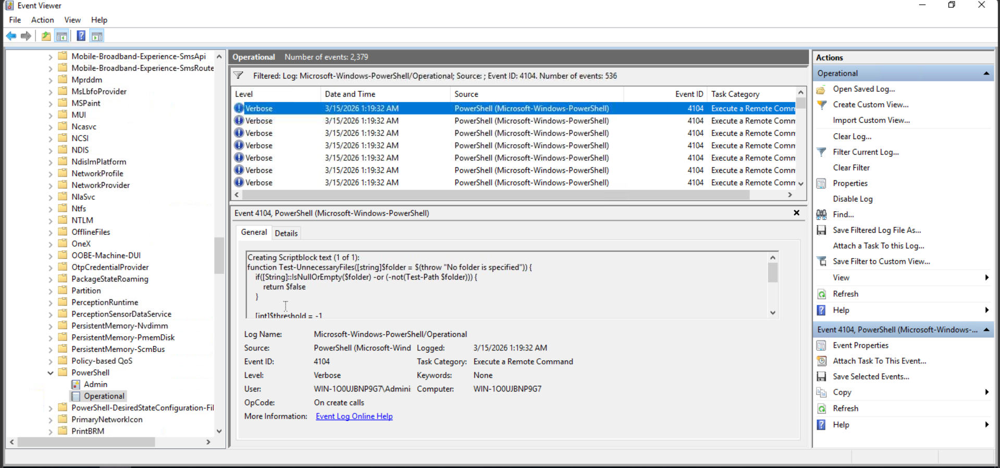 Event Viewer
File Action View Help
Mobile-Broadband-Experience-SmsApi
Mobile-Broadband-Experience-SmsRoute
Mprddm
MsLbfoProvider
MSPaint
MUI
Ncasvc
NCSI
NDIS
NdisImPlatform
NetworkProfile
NetworkProvider
NlaSvc
Ntfs
NTLM
OfflineFiles
OneX
OOBE-Machine-DUI
OtpCredentialProvider
PackageStateRoaming
Partition
PerceptionRuntime
PerceptionSensorDataService
PersistentMemory-Nvdimm
PersistentMemory-PmemDisk
PersistentMemory-ScmBus
Policy-based QoS
PowerShell
Admin
Operational
PowerShell-DesiredStateConfiguration-Fil
PrimaryNetworkIcon
PrintBRM
Operational Number of events: 2,379
Filtered: Log: Microsoft-Windows-PowerShell/Operational; Source: ; Event ID: 4104. Number of events: 536
Level Date and Time Source Event ID Task Category
Verbose 3/15/2026 1:19:32 AM PowerShell (Microsoft-Windows-PowerShell) 4104 Execute a Remote Comm
Verbose 3/15/2026 1:19:32 AM PowerShell (Microsoft-Windows-PowerShell) 4104 Execute a Remote Comm
Verbose 3/15/2026 1:19:32 AM PowerShell (Microsoft-Windows-PowerShell) 4104 Execute a Remote Comm
Verbose 3/15/2026 1:19:32 AM PowerShell (Microsoft-Windows-PowerShell) 4104 Execute a Remote Comm
Verbose 3/15/2026 1:19:32 AM PowerShell (Microsoft-Windows-PowerShell) 4104 Execute a Remote Comm
Verbose 3/15/2026 1:19:32 AM PowerShell (Microsoft-Windows-PowerShell) 4104 Execute a Remote Comm
Verbose 3/15/2026 1:19:32 AM PowerShell (Microsoft-Windows-PowerShell) 4104 Execute a Remote Comm
Event 4104, PowerShell (Microsoft-Windows-PowerShell)
General Details
Creating Scriptblock text (1 of 1):
function Test-UnnecessaryFiles([string]$folder = $(throw "No folder is specified")) {
if([String]::IsNullOrEmpty($folder) -or (-not(Test-Path $folder))) {
return $false
}
[int]$threshold = -1
Log Name: Microsoft-Windows-PowerShell/Operational
Source: PowerShell (Microsoft-Wind Logged: 3/15/2026 1:19:32 AM
Event ID: 4104 Task Category: Execute a Remote Command
Level: Verbose Keywords: None
User: WIN-1O0UJBNP9G7\Admini Computer: WIN-1O0UJBNP9G7
OpCode: On create calls
More Information: Event Log Online Help
Actions
Operational
Open Saved Log...
Create Custom View...
Import Custom View...
Clear Log...
Filter Current Log...
Clear Filter
Properties
Disable Log
Find...
Save Filtered Log File As...
Attach a Task To this Log...
Save Filter to Custom View...
View
Refresh
Help
Event 4104, PowerShell (Microsoft-Windows-...
Event Properties
Attach Task To This Event...
Save Selected Events...
Copy
Refresh
Help